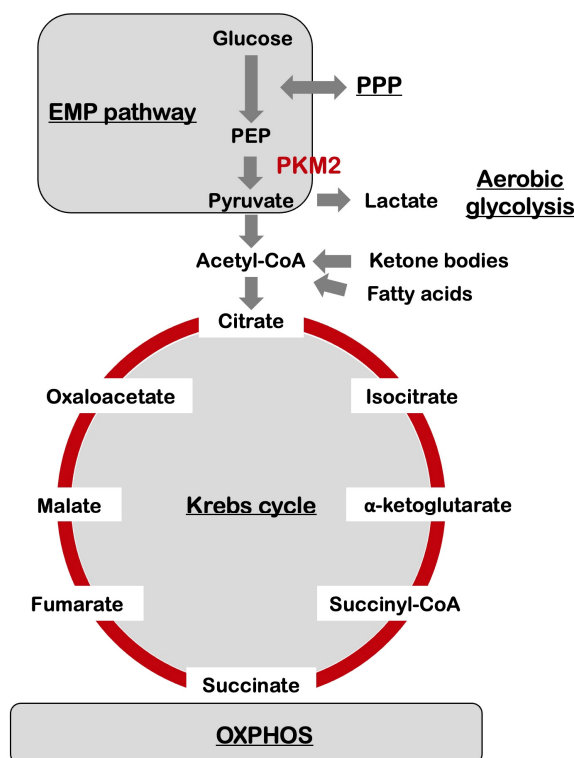 Glucose
EMP pathway
PPP
PEP
PKM2
Pyruvate
Lactate
Aerobic
glycolysis
Acetyl-CoA
Ketone bodies
Fatty acids
Citrate
Oxaloacetate
Isocitrate
Malate
Krebs cycle
α-ketoglutarate
Fumarate
Succinyl-CoA
Succinate
OXPHOS